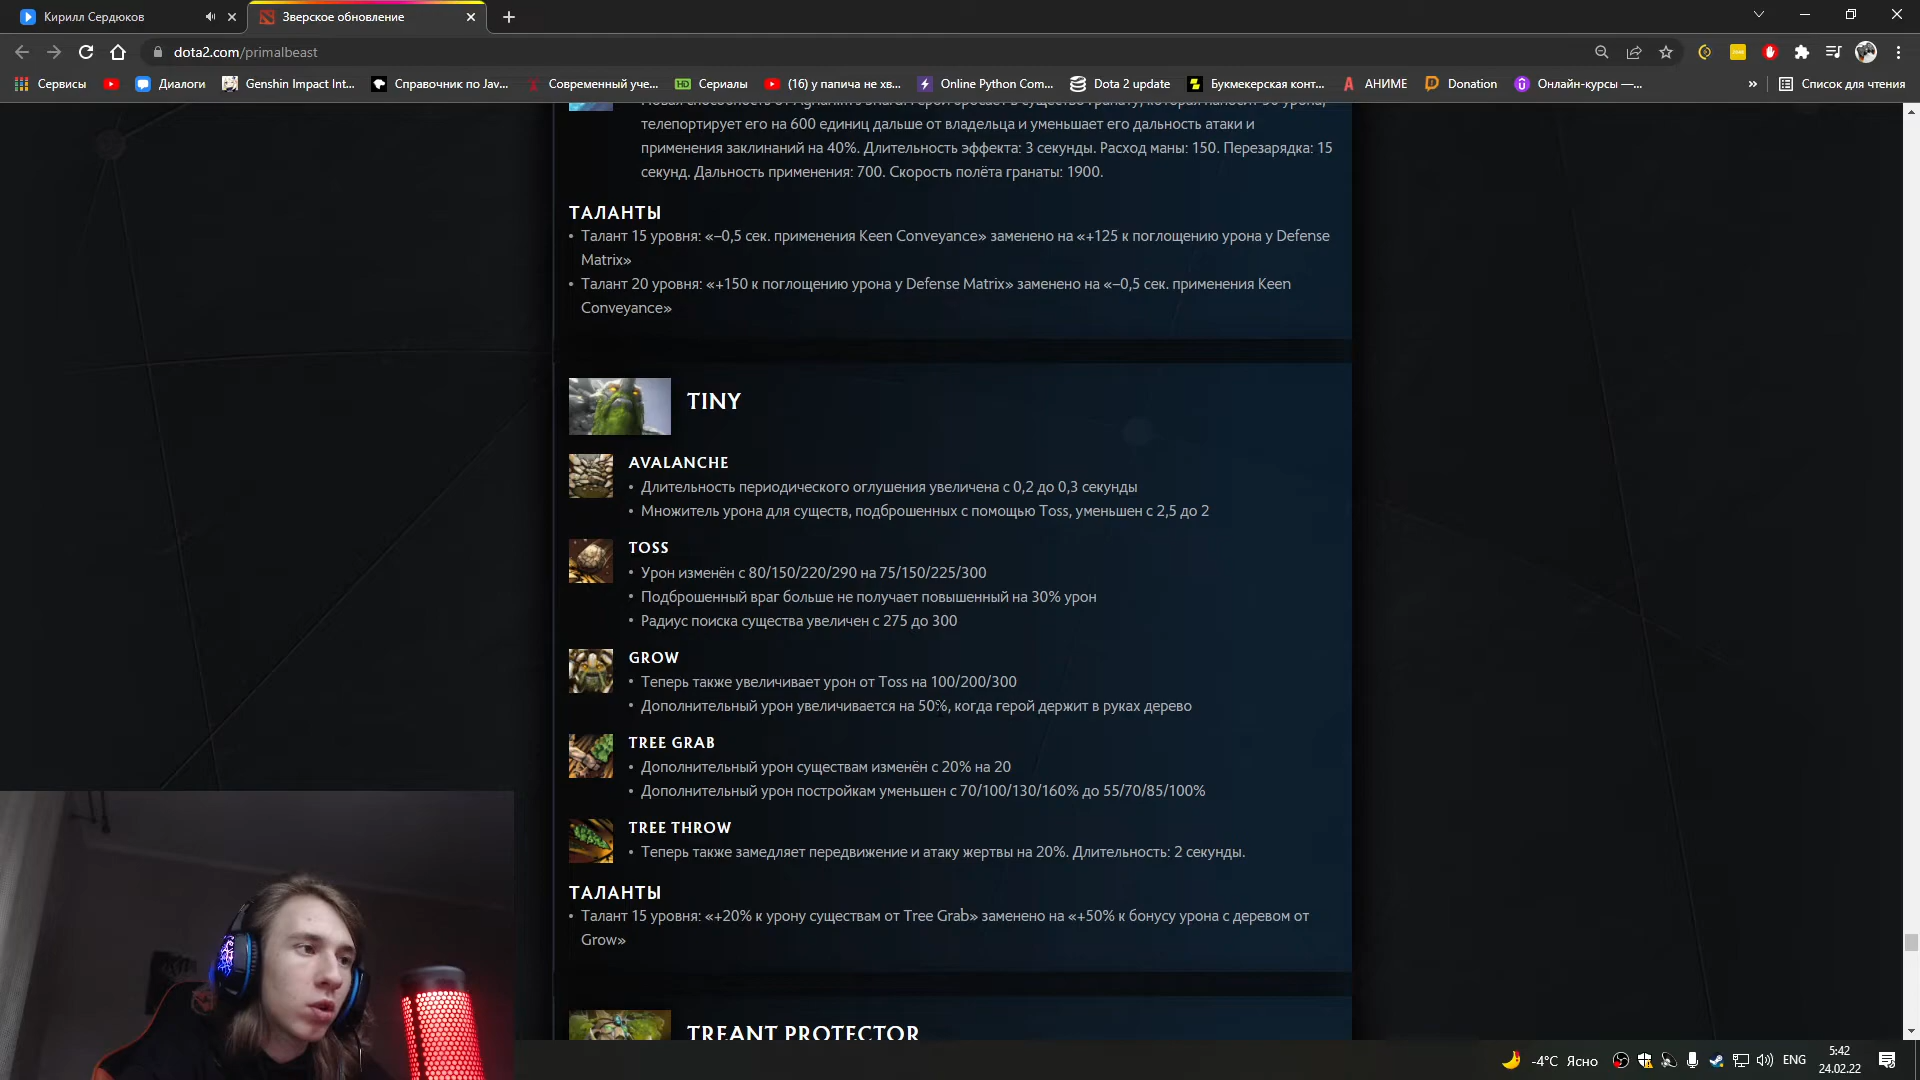 Кирилл Сердюков
Зверское обновление
dota2.com/primalbeast
Сервисы
Диалоги
Genshin Impact Int...
Справочник по Jav...
Современный уче...
HD Сериалы
(16) у папича не хв...
Online Python Com...
Dota 2 update
Букмекерская конт...
АНИМЕ
Donation
Онлайн-курсы —...
»
Список для чтения
телепортирует его на 600 единиц дальше от владельца и уменьшает его дальность атаки и
применения заклинаний на 40%. Длительность эффекта: 3 секунды. Расход маны: 150. Перезарядка: 15
секунд. Дальность применения: 700. Скорость полёта гранаты: 1900.
ТАЛАНТЫ
• Талант 15 уровня: «–0,5 сек. применения Keen Conveyance» заменено на «+125 к поглощению урона у Defense
Matrix»
• Талант 20 уровня: «+150 к поглощению урона у Defense Matrix» заменено на «–0,5 сек. применения Keen
Conveyance»
TINY
AVALANCHE
• Длительность периодического оглушения увеличена с 0,2 до 0,3 секунды
• Множитель урона для существ, подброшенных с помощью Toss, уменьшен с 2,5 до 2
TOSS
• Урон изменён с 80/150/220/290 на 75/150/225/300
• Подброшенный враг больше не получает повышенный на 30% урон
• Радиус поиска существа увеличен с 275 до 300
GROW
• Теперь также увеличивает урон от Toss на 100/200/300
• Дополнительный урон увеличивается на 50%, когда герой держит в руках дерево
TREE GRAB
• Дополнительный урон существам изменён с 20% на 20
• Дополнительный урон постройкам уменьшен с 70/100/130/160% до 55/70/85/100%
TREE THROW
• Теперь также замедляет передвижение и атаку жертвы на 20%. Длительность: 2 секунды.
ТАЛАНТЫ
• Талант 15 уровня: «+20% к урону существам от Tree Grab» заменено на «+50% к бонусу урона с деревом от
Grow»
TREANT PROTECTOR
-4°C Ясно
ENG
5:42
24.02.22